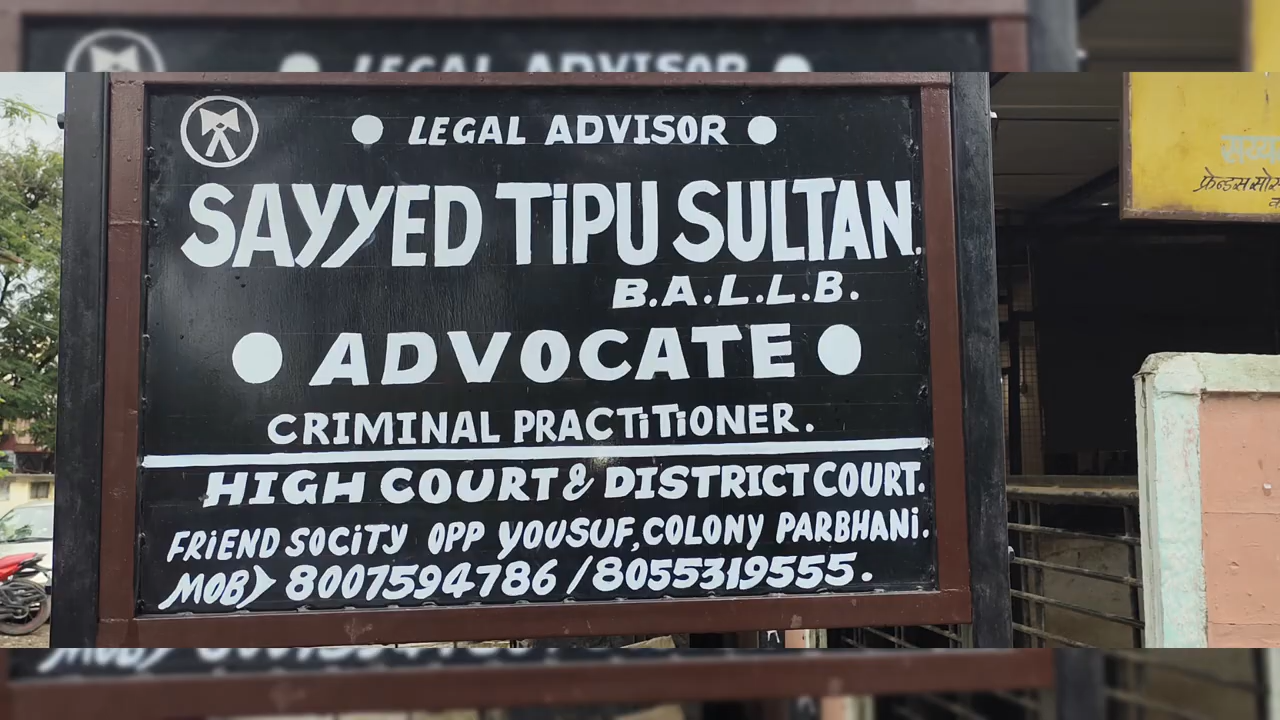 LEGAL ADVISOR
SAYYED TiPU SULTAN.
B.A.L.L.B.
ADVOCATE
CRIMINAL PRACTiTiONER.
HIGH COURT & DISTRICT COURT.
FRiEND SOCiTY OPP YOUSUF, COLONY PARBHANi.
MOB 8007594786 / 8055319555.